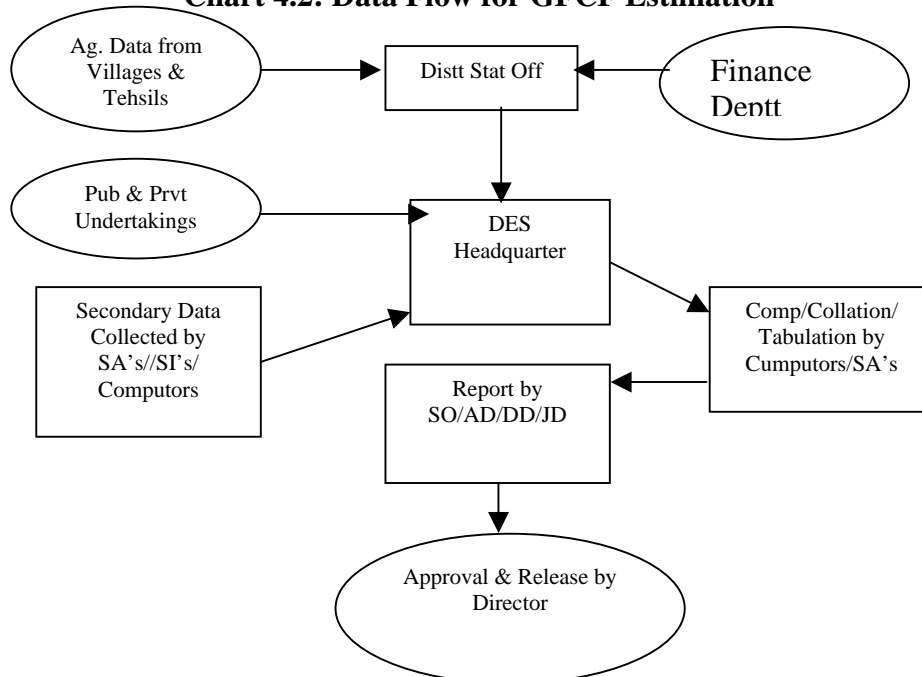 Chart 4.2: Data Flow for GFCF Estimation
Ag. Data from
Villages &
Tehsils
Distt Stat Off
Finance
Deptt
Pub & Prvt
Undertakings
DES
Headquarter
Secondary Data
Collected by
SA's//SI's/
Computors
Comp/Collation/
Tabulation by
Cumputors/SA's
Report by
SO/AD/DD/JD
Approval & Release by
Director